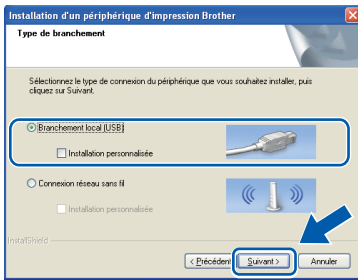 Installation d'un périphérique d'impression Brother
Type de branchement
Sélectionnez le type de connexion du périphérique que vous souhaitez installer, puis
cliquez sur Suivant.
Branchement local (USB)
Installation personnalisée
Connexion réseau sans fil
Installation personnalisée
InstallShield
< Précédent
Suivant >
Annuler